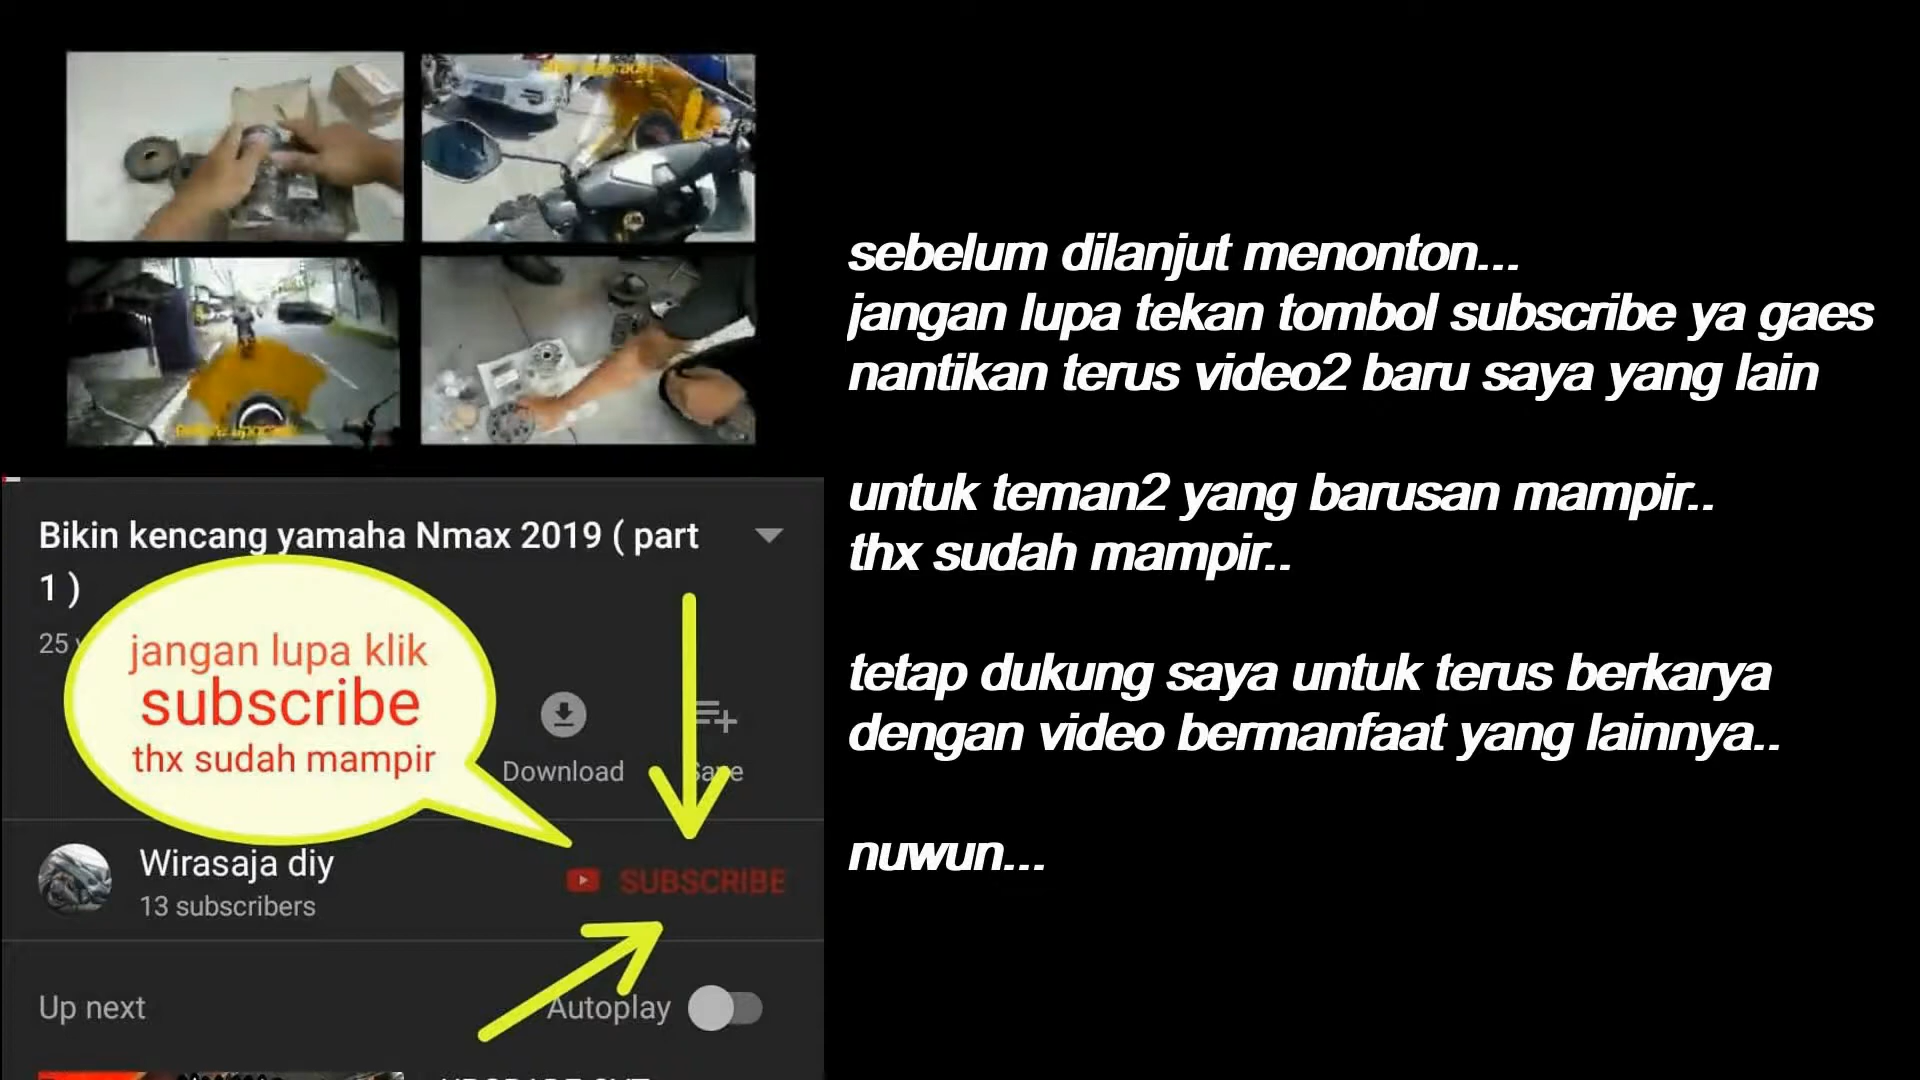 Bikin kencang yamaha Nmax 2019 ( part
1 )
25
jangan lupa klik
subscribe
thx sudah mampir
Download
Save
Wirasaja diy
13 subscribers
SUBSCRIBE
Up next
Autoplay
sebelum dilanjut menonton...
jangan lupa tekan tombol subscribe ya gaes
nantikan terus video2 baru saya yang lain
untuk teman2 yang barusan mampir..
thx sudah mampir..
tetap dukung saya untuk terus berkarya
dengan video bermanfaat yang lainnya..
nuwun...